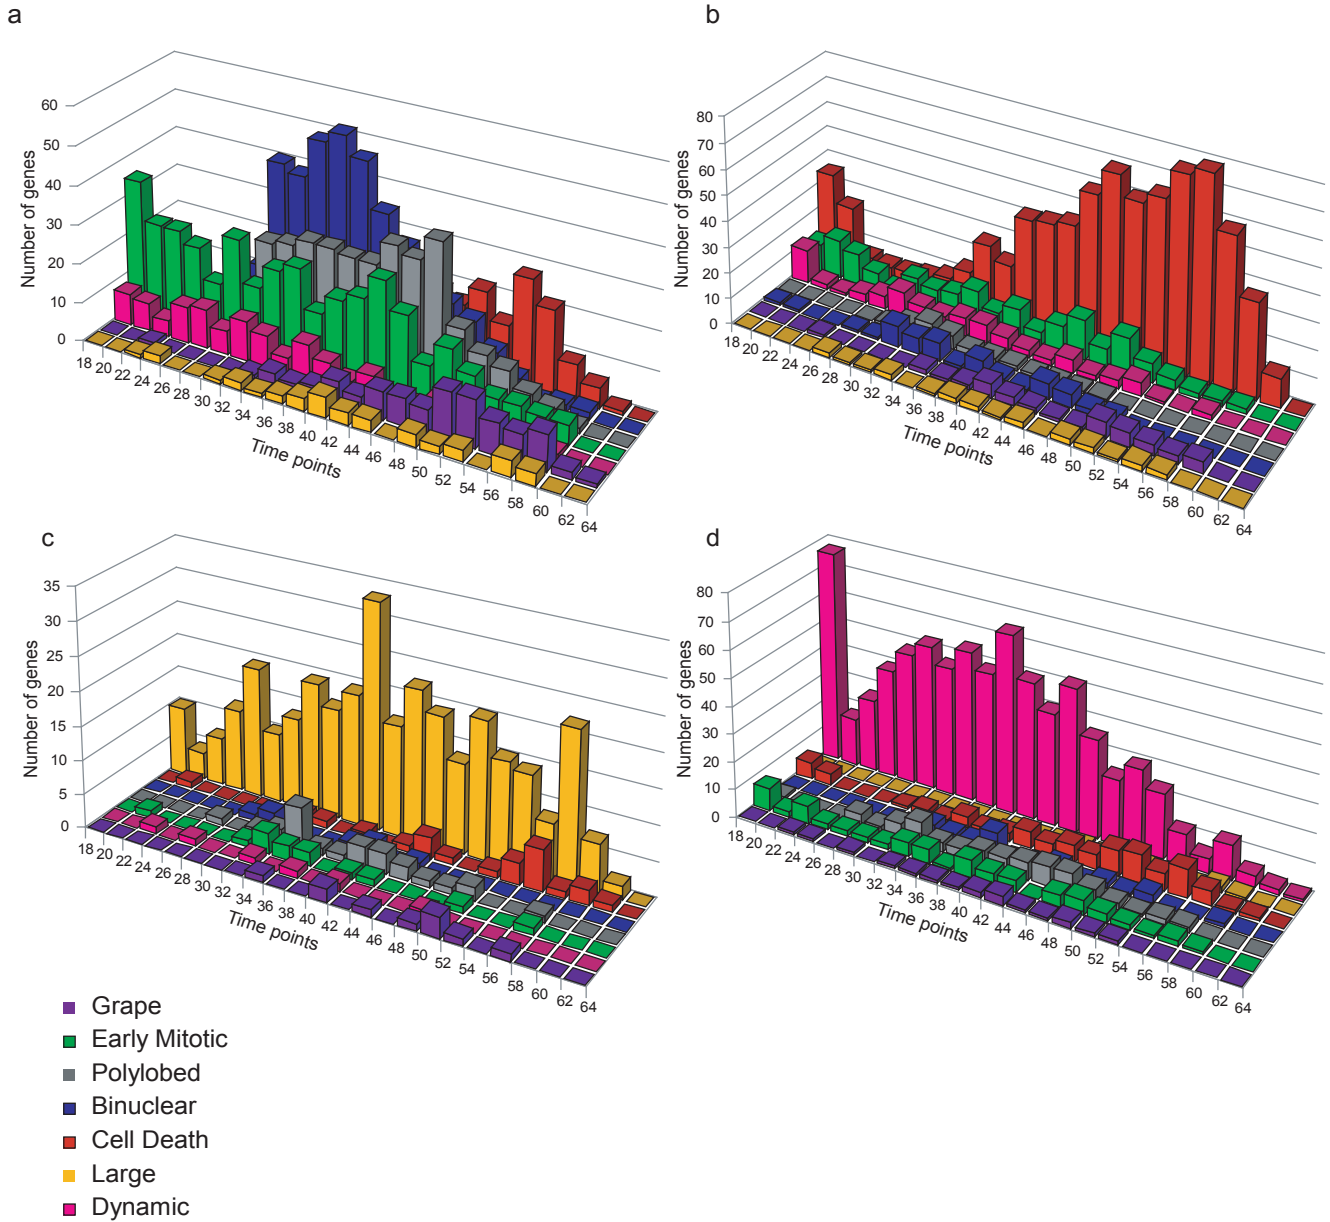 a
Number of genes
60
50
40
30
20
10
0
18 20 22 24 26 28 30 32 34 36 38 40 42 44 46 48 50 52 54 56 58 60 62 64
Time points
b
Number of genes
80
70
60
50
40
30
20
10
0
18 20 22 24 26 28 30 32 34 36 38 40 42 44 46 48 50 52 54 56 58 60 62 64
Time points
c
Number of genes
35
30
25
20
15
10
5
0
18 20 22 24 26 28 30 32 34 36 38 40 42 44 46 48 50 52 54 56 58 60 62 64
Time points
d
Number of genes
80
70
60
50
40
30
20
10
0
18 20 22 24 26 28 30 32 34 36 38 40 42 44 46 48 50 52 54 56 58 60 62 64
Time points
Grape
Early Mitotic
Polylobed
Binuclear
Cell Death
Large
Dynamic